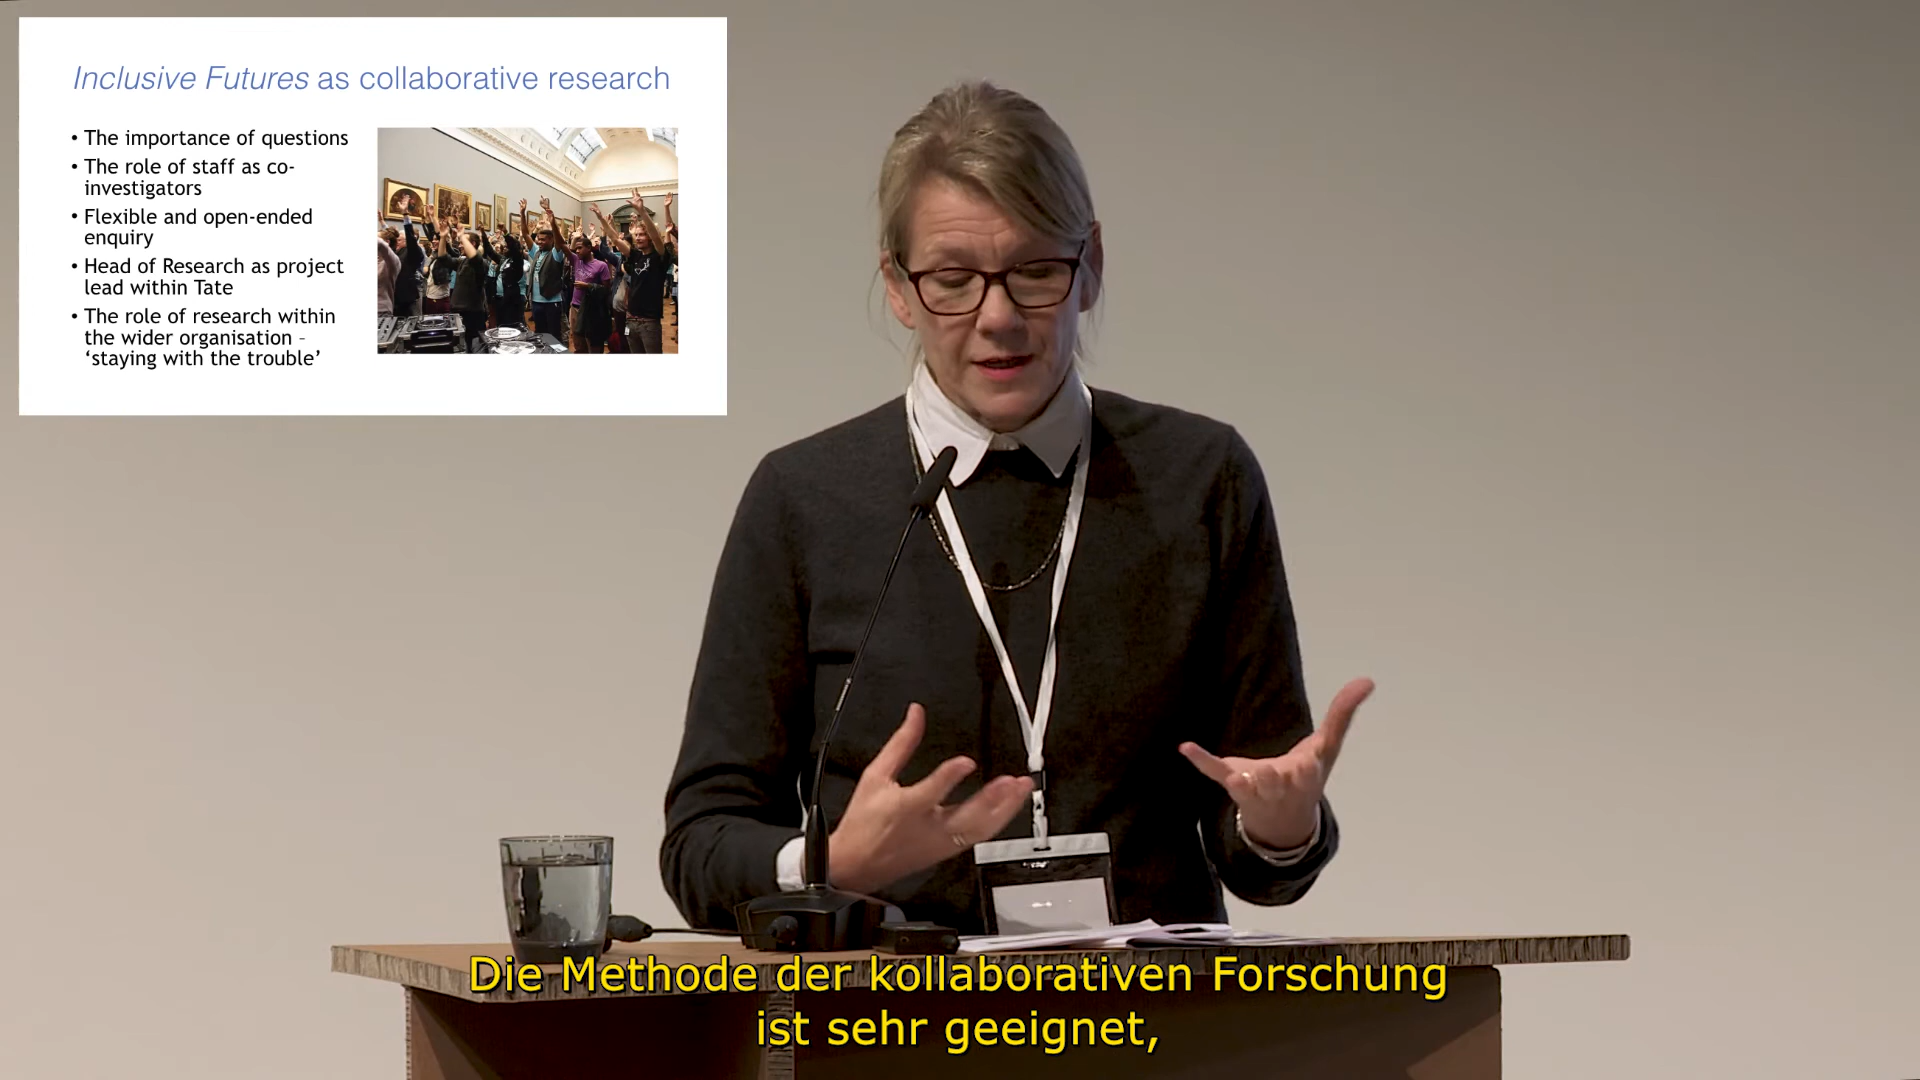 Inclusive Futures as collaborative research
• The importance of questions
• The role of staff as co-
investigators
• Flexible and open-ended
enquiry
• Head of Research as project
lead within Tate
• The role of research within
the wider organisation –
‘staying with the trouble’
Die Methode der kollaborativen Forschung
ist sehr geeignet,